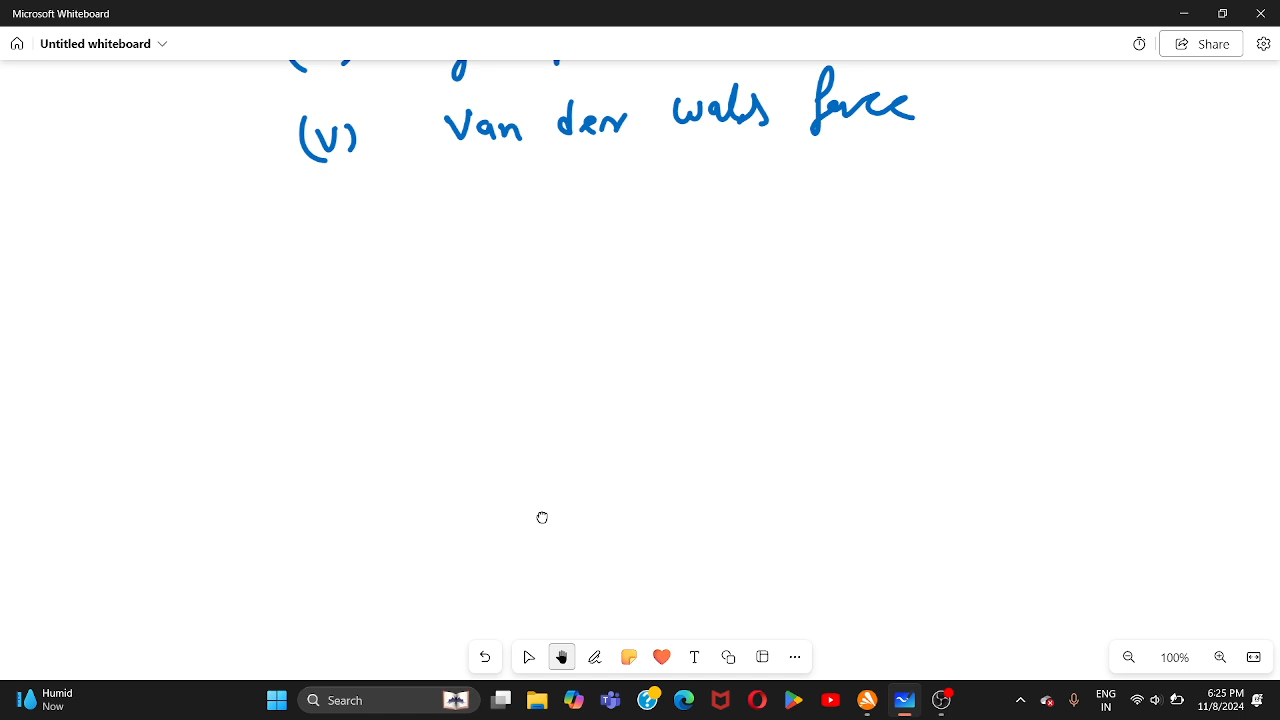 Microsoft Whiteboard
Untitled whiteboard
Share
(V) Van der wals force
100%
Humid
Now
Search
ENG
IN
6:25 PM
11/8/2024